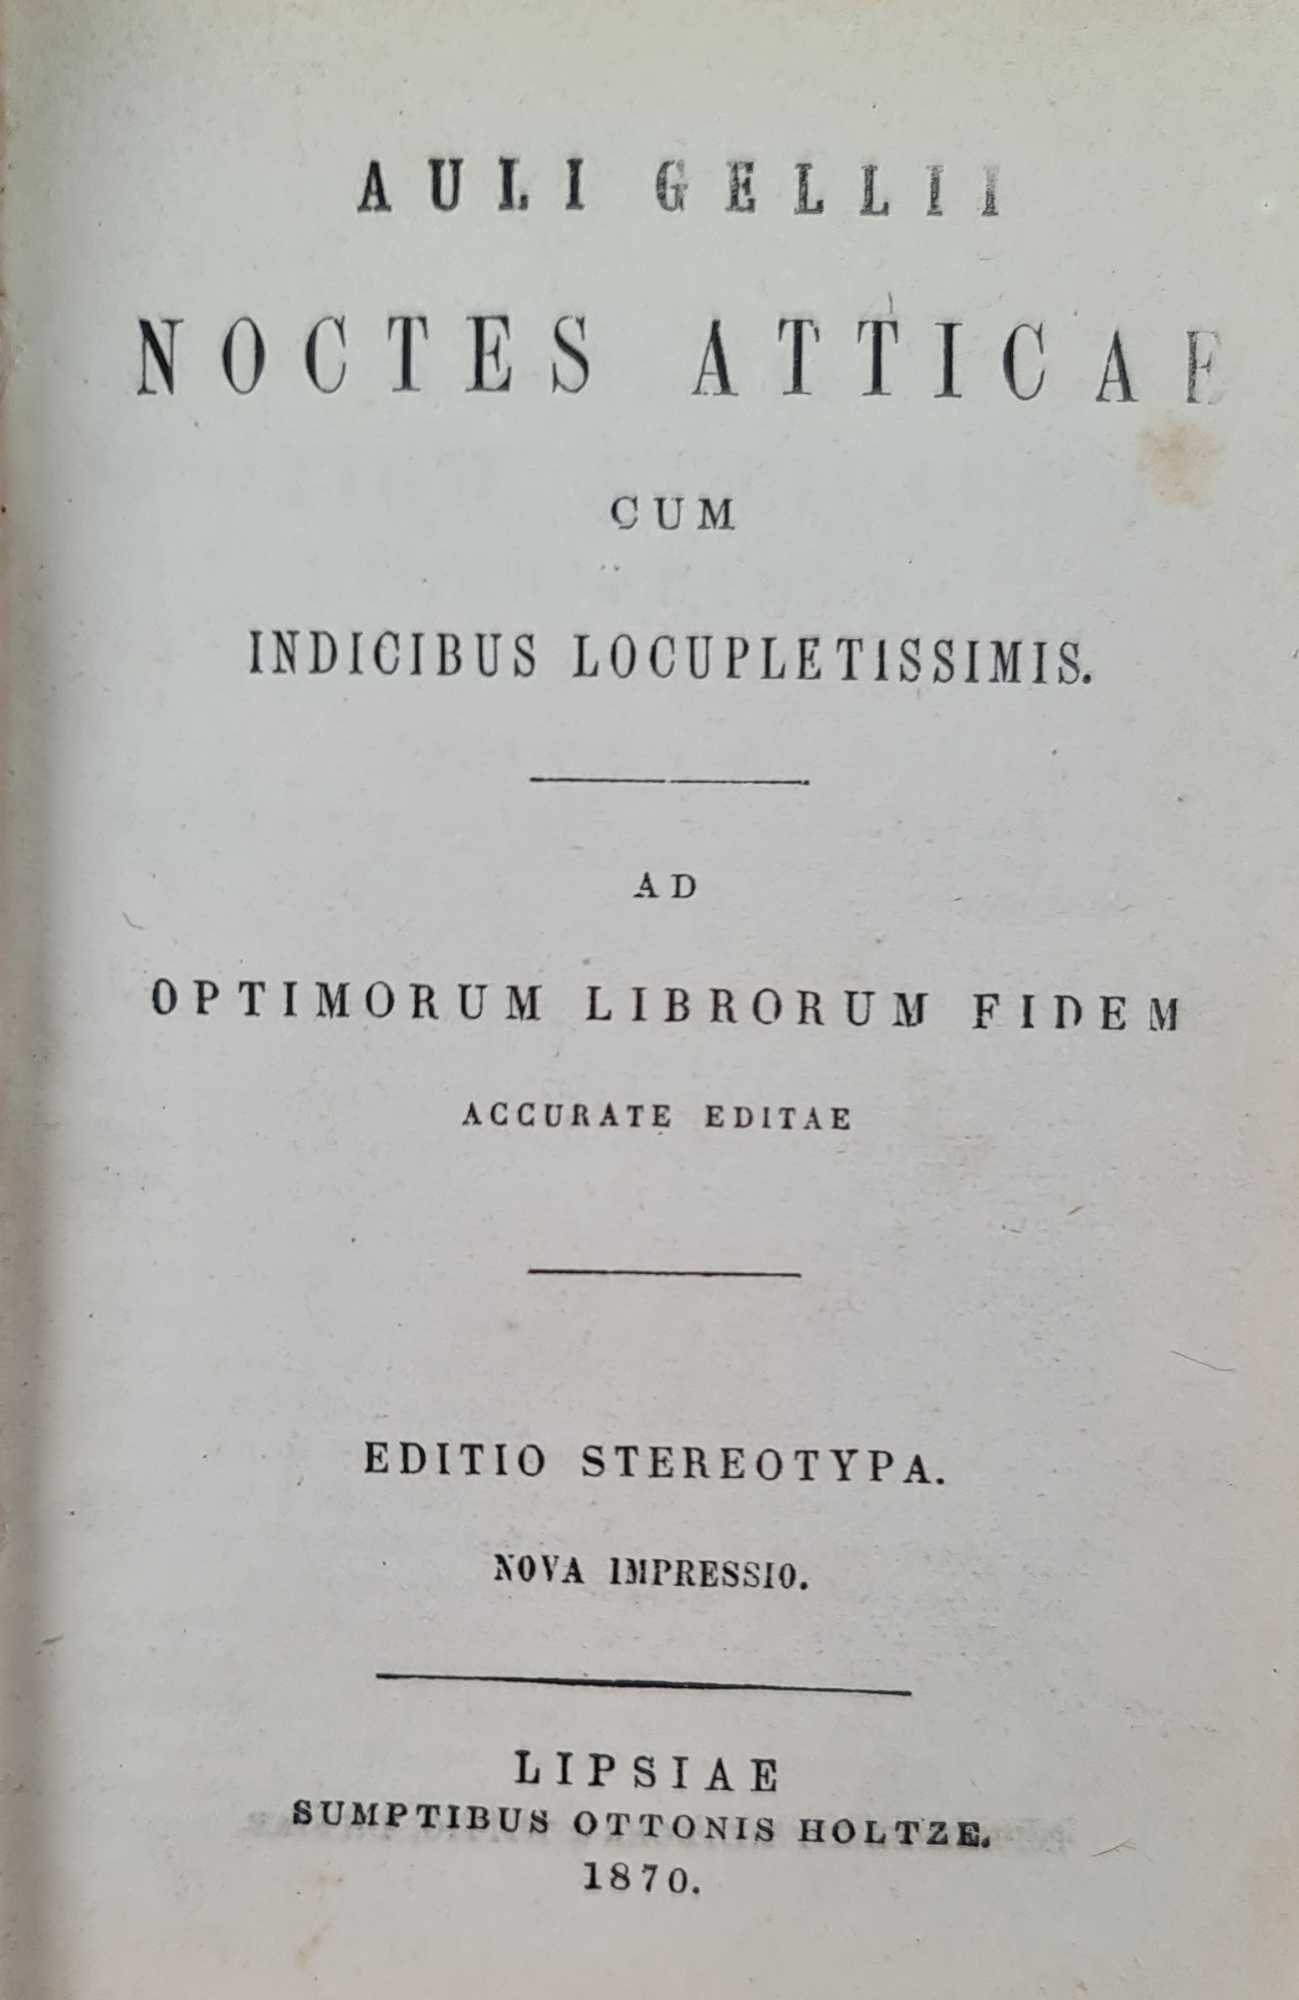 AULI GELLII
NOCTES ATTICAE
CUM
INDICIBUS LOCUPLETISSIMIS.
AD
OPTIMORUM LIBRORUM FIDEM
ACCURATE EDITAE
EDITIO STEREOTYPA.
NOVA IMPRESSIO.
LIPSIAE
SUMPTIBUS OTTONIS HOLTZE.
1870.